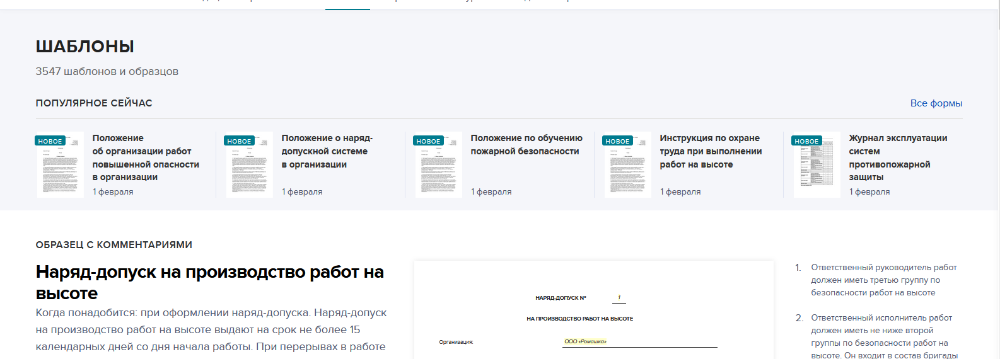 ШАБЛОНЫ
3547 шаблонов и образцов
ПОПУЛЯРНОЕ СЕЙЧАС
Все формы
НОВОЕ
Положение
об организации работ
повышенной опасности
в организации
1 февраля
НОВОЕ
Положение о наряд-
допускной системе
в организации
1 февраля
НОВОЕ
Положение по обучению
пожарной безопасности
1 февраля
НОВОЕ
Инструкция по охране
труда при выполнении
работ на высоте
1 февраля
НОВОЕ
Журнал эксплуатации
систем
противопожарной
защиты
1 февраля
ОБРАЗЕЦ С КОММЕНТАРИЯМИ
Наряд-допуск на производство работ на
высоте
Когда понадобится: при оформлении наряд-допуска. Наряд-допуск
на производство работ на высоте выдают на срок не более 15
календарных дней со дня начала работы. При перерывах в работе
НАРЯД-ДОПУСК № 1
НА ПРОИЗВОДСТВО РАБОТ НА ВЫСОТЕ
Организация: ООО «Ромашка»
1. Ответственный руководитель работ
должен иметь третью группу по
безопасности работ на высоте
2. Ответственный исполнитель работ
должен иметь не ниже второй
группы по безопасности работ на
высоте. Он входит в состав бригады